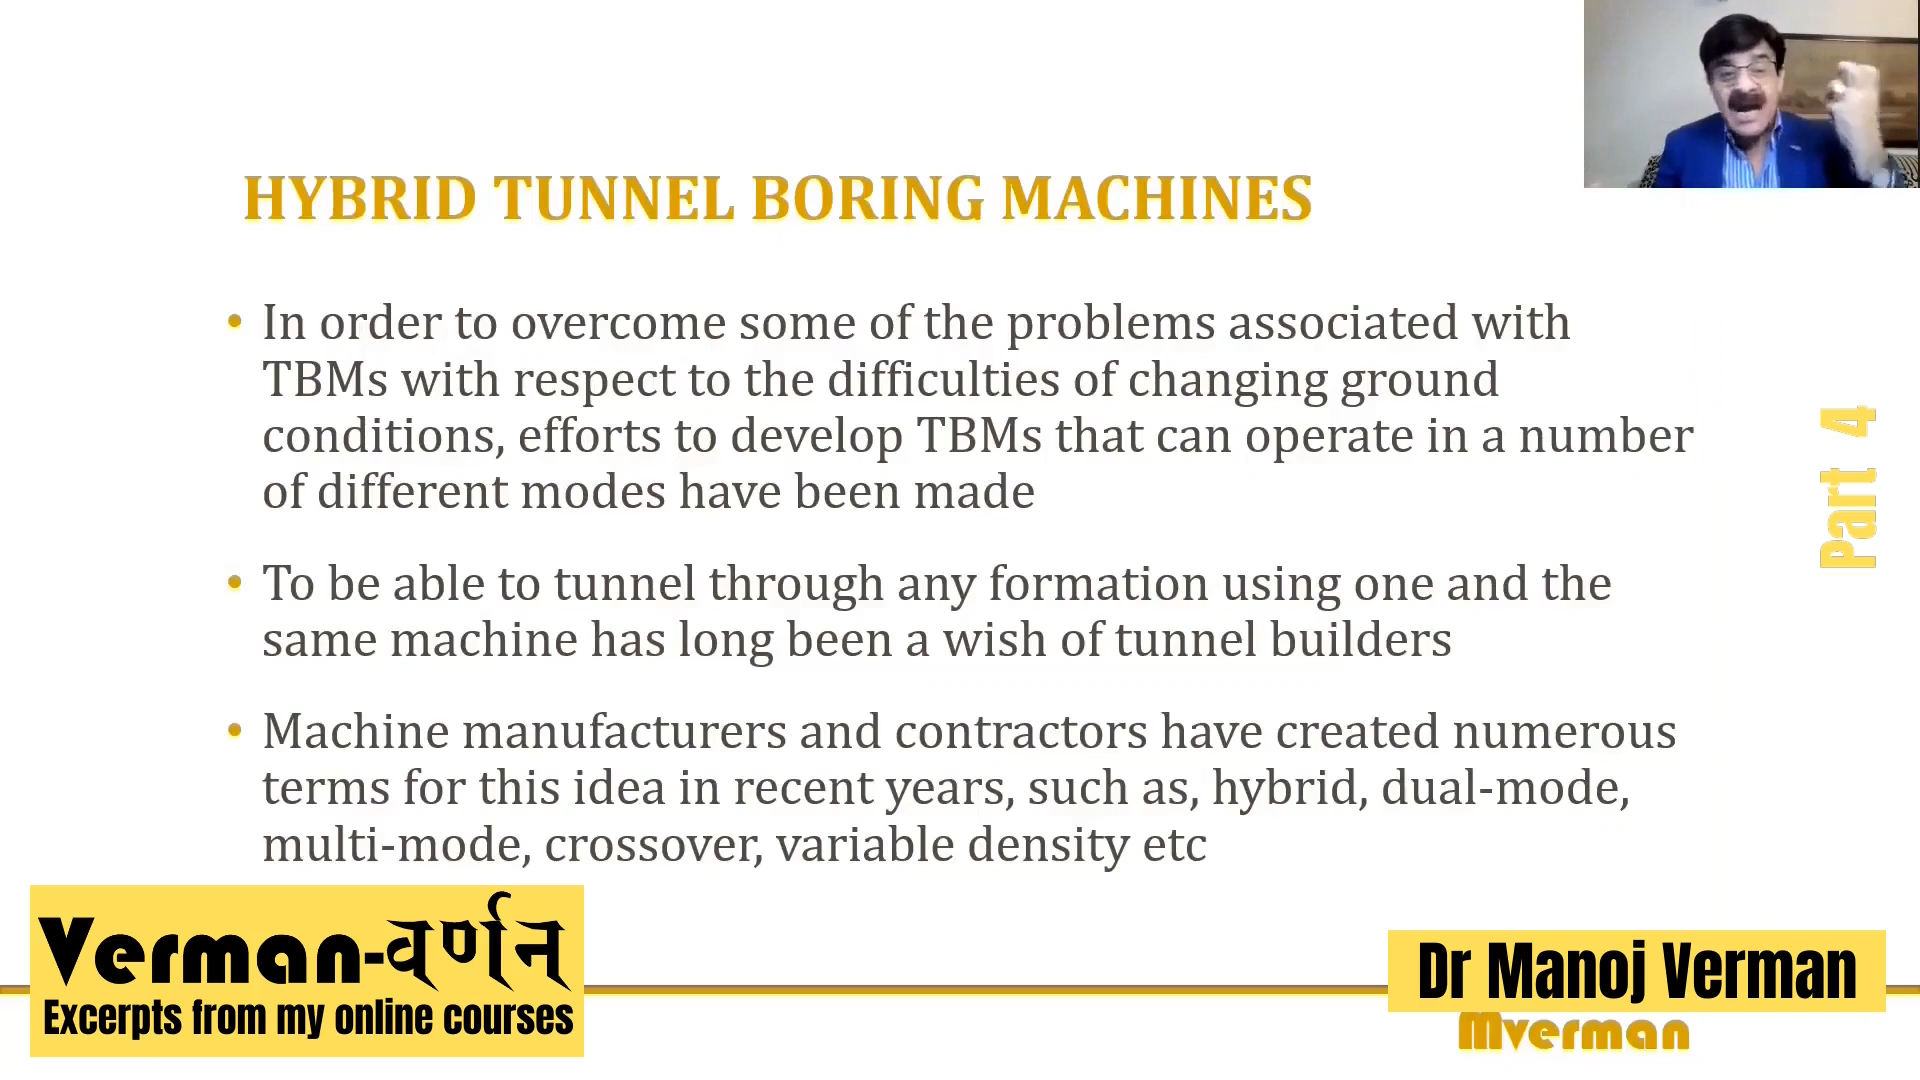 HYBRID TUNNEL BORING MACHINES
• In order to overcome some of the problems associated with
TBMs with respect to the difficulties of changing ground
conditions, efforts to develop TBMs that can operate in a number
of different modes have been made
• To be able to tunnel through any formation using one and the
same machine has long been a wish of tunnel builders
• Machine manufacturers and contractors have created numerous
terms for this idea in recent years, such as, hybrid, dual-mode,
multi-mode, crossover, variable density etc
Part 4
Verman-वर्णन
Excerpts from my online courses
Dr Manoj Verman
Mverman